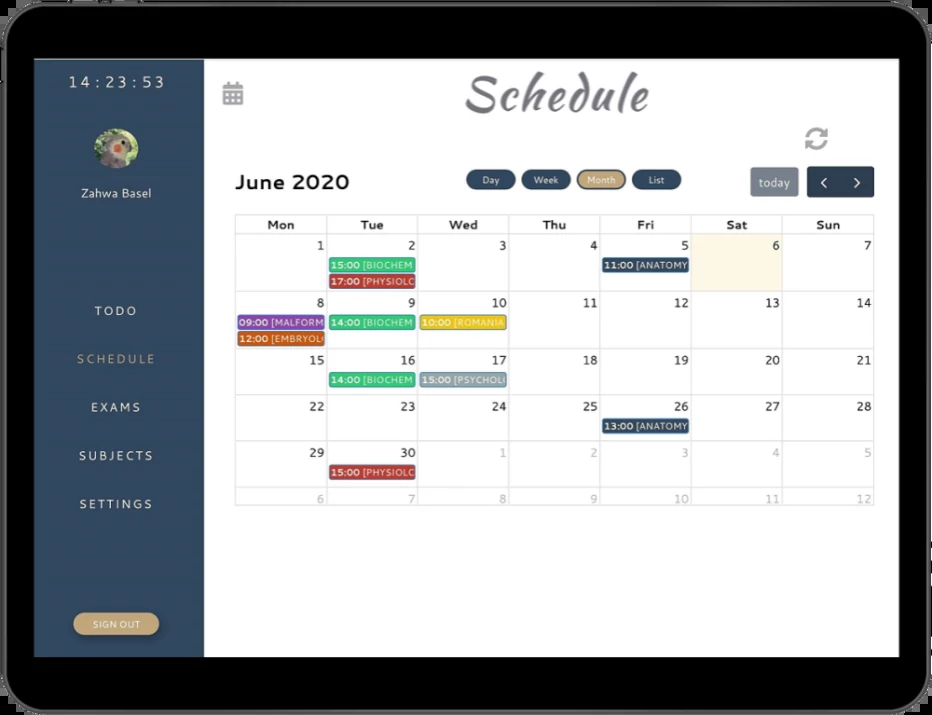 14:23:53
Schedule
Zahwa Basel
June 2020
Day Week Month List
today
Mon Tue Wed Thu Fri Sat Sun
1 2 3 4 5 6 7
15:00 [BIOCHEM 11:00 [ANATOMY
17:00 [PHYSIOLO
8 9 10 11 12 13 14
09:00 [MALFORM 14:00 [BIOCHEM 10:00 [ROMANIA
12:00 [EMBRYOLO
15 16 17 18 19 20 21
14:00 [BIOCHEM 15:00 [PSYCHOLO
22 23 24 25 26 27 28
13:00 [ANATOMY
29 30 1 2 3 4 5
15:00 [PHYSIOLO
6 7 8 9 10 11 12
TODO
SCHEDULE
EXAMS
SUBJECTS
SETTINGS
SIGN OUT